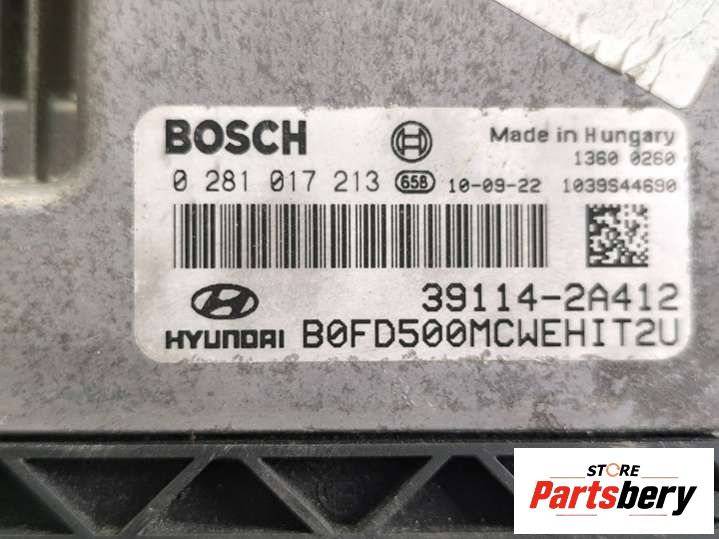 BOSCH
Made in Hungary
1360 0260
0 281 017 213 65B 10-09-22 1039S44690
39114-2A412
HYUNDAI B0FD500MCWEHIT2U
STORE
Partsbery